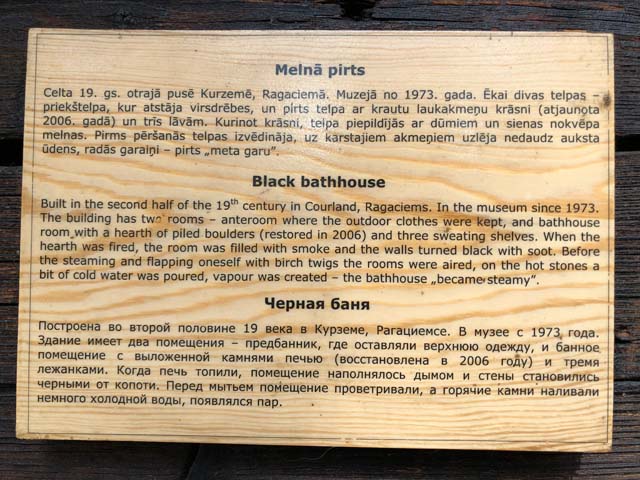 Melnā pirts
Celta 19. gs. otrajā pusē Kurzemē, Ragaciemā. Muzejā no 1973. gada. Ēkai divas telpas –
priekštelpa, kur atstāja virsdrēbes, un pirts telpa ar krautu laukakmeņu krāsni (atjaunota
2006. gadā) un trīs lāvām. Kurinot krāsni, telpa piepildījās ar dūmiem un sienas nokvēpa
melnas. Pirms pēršanās telpas izvēdināja, uz karstajiem akmeņiem uzlēja nedaudz auksta
ūdens, radās garaiņi – pirts „meta garu”.
Black bathhouse
Built in the second half of the 19th century in Courland, Ragaciems. In the museum since 1973.
The building has two rooms – anteroom where the outdoor clothes were kept, and bathhouse
room with a hearth of piled boulders (restored in 2006) and three sweating shelves. When the
hearth was fired, the room was filled with smoke and the walls turned black with soot. Before
the steaming and flapping oneself with birch twigs the rooms were aired, on the hot stones a
bit of cold water was poured, vapour was created – the bathhouse „became steamy”.
Черная баня
Построена во второй половине 19 века в Курземе, Рагациемсе. В музее с 1973 года.
Здание имеет два помещения – предбанник, где оставляли верхнюю одежду, и банное
помещение с выложенной камнями печью (восстановлена в 2006 году) и тремя
лежанками. Когда печь топили, помещение наполнялось дымом и стены становились
черными от копоти. Перед мытьем помещение проветривали, а горячие камни наливали
немного холодной воды, появлялся пар.